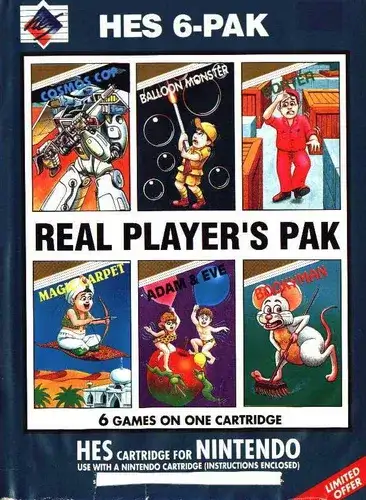 HES 6-PAK
COSMOS COP
BALLOON MONSTER
REAL PLAYER'S PAK
MAGIC CARPET
ADAM & EVE
6 GAMES ON ONE CARTRIDGE
HES CARTRIDGE FOR NINTENDO
USE WITH A NINTENDO CARTRIDGE (INSTRUCTIONS ENCLOSED)
LIMITED
OFFER